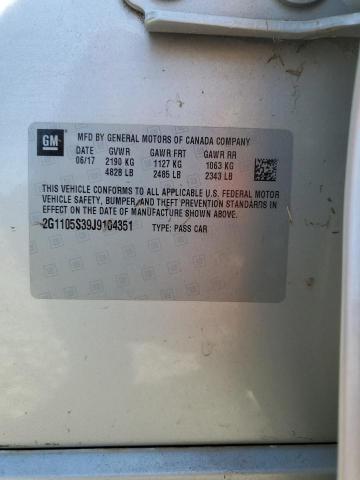 GM
MFD BY GENERAL MOTORS OF CANADA COMPANY
DATE GVWR GAWR FRT GAWR RR
06/17 2190 KG 1127 KG 1063 KG
4828 LB 2485 LB 2343 LB
THIS VEHICLE CONFORMS TO ALL APPLICABLE U.S. FEDERAL MOTOR
VEHICLE SAFETY, BUMPER, AND THEFT PREVENTION STANDARDS IN
EFFECT ON THE DATE OF MANUFACTURE SHOWN ABOVE.
2G1105S39J9104351 TYPE: PASS CAR